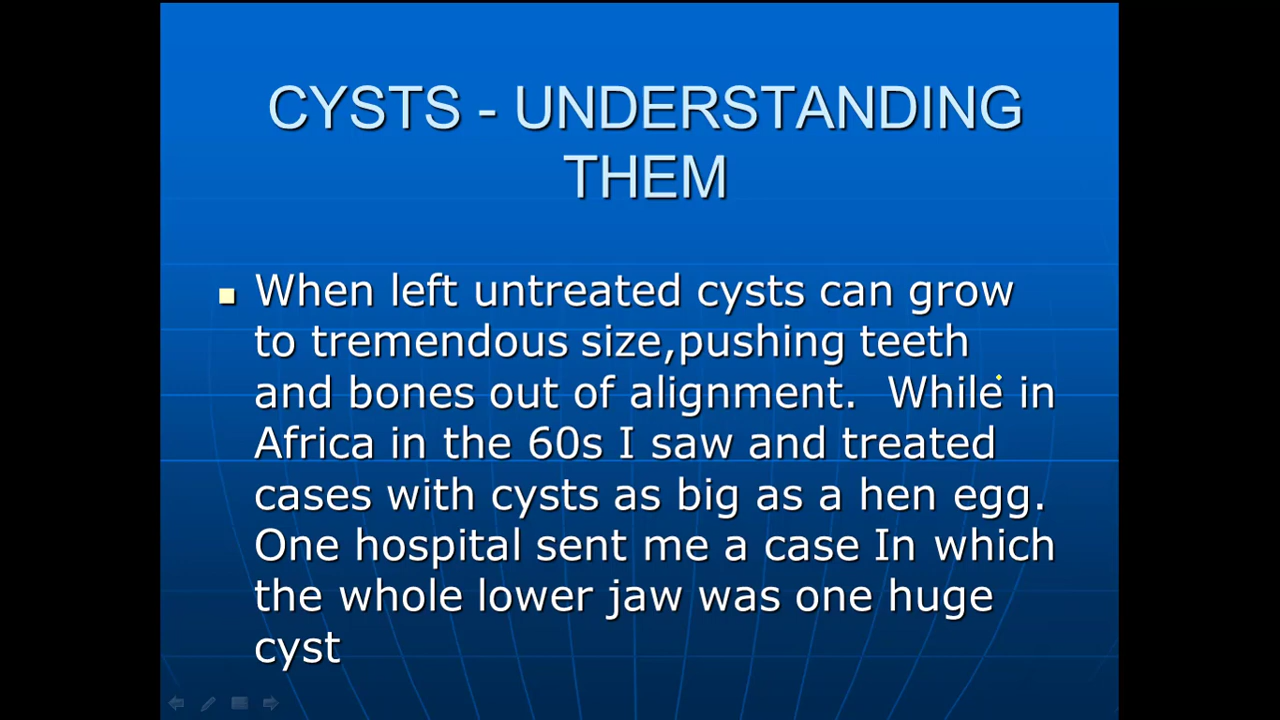 CYSTS - UNDERSTANDING
THEM
When left untreated cysts can grow
to tremendous size,pushing teeth
and bones out of alignment.  While in
Africa in the 60s I saw and treated
cases with cysts as big as a hen egg.
One hospital sent me a case In which
the whole lower jaw was one huge
cyst